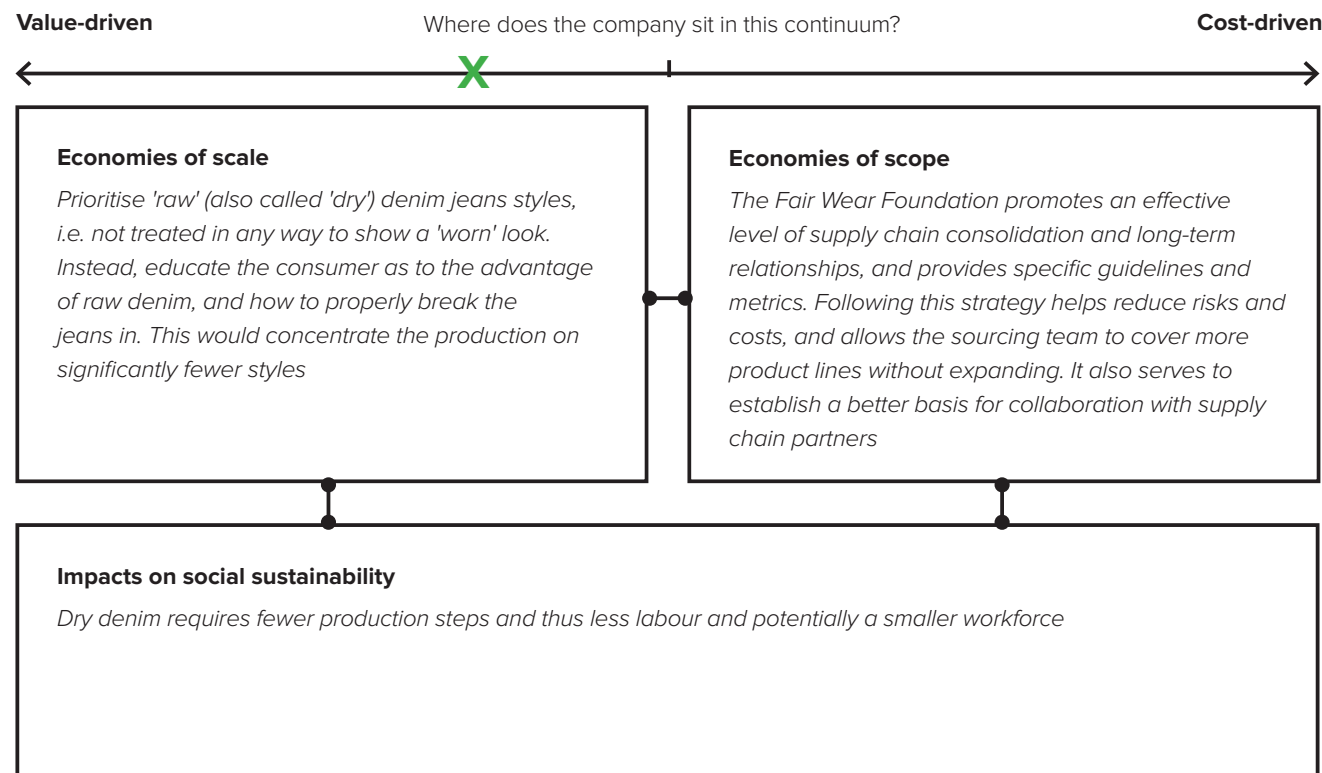 Value-driven
Where does the company sit in this continuum?
Cost-driven
X
Economies of scale
Prioritise 'raw' (also called 'dry') denim jeans styles,
i.e. not treated in any way to show a 'worn' look.
Instead, educate the consumer as to the advantage
of raw denim, and how to properly break the
jeans in. This would concentrate the production on
significantly fewer styles
Economies of scope
The Fair Wear Foundation promotes an effective
level of supply chain consolidation and long-term
relationships, and provides specific guidelines and
metrics. Following this strategy helps reduce risks and
costs, and allows the sourcing team to cover more
product lines without expanding. It also serves to
establish a better basis for collaboration with supply
chain partners
Impacts on social sustainability
Dry denim requires fewer production steps and thus less labour and potentially a smaller workforce